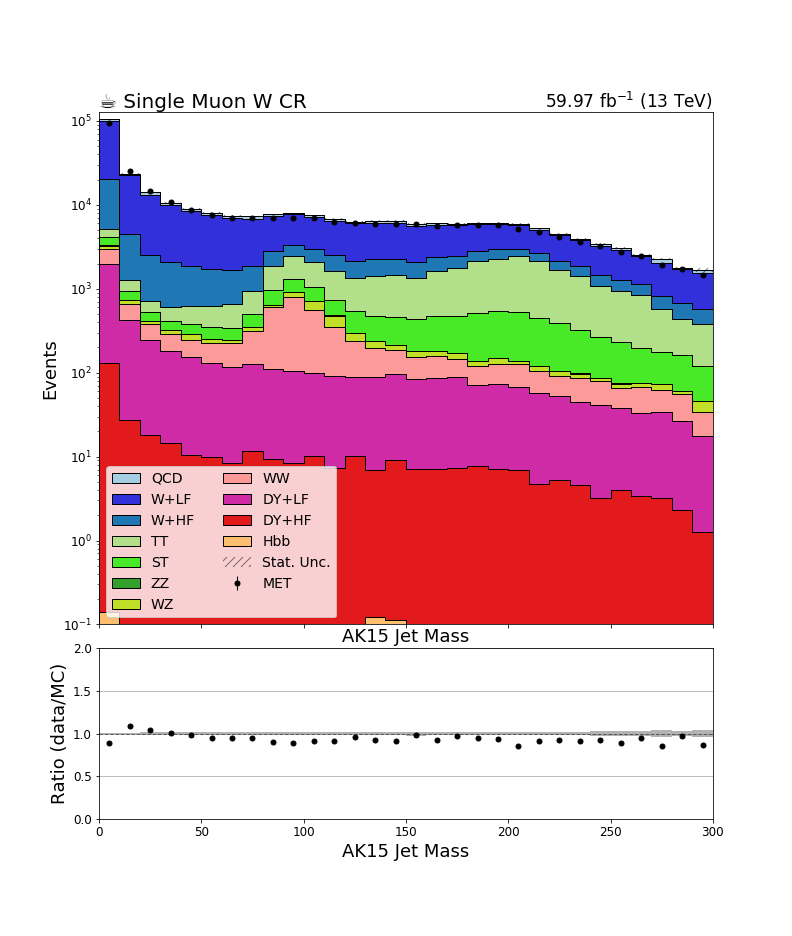 ☕ Single Muon W CR
59.97 fb⁻¹ (13 TeV)
Events
10⁵
10⁴
10³
10²
10¹
10⁰
10⁻¹
QCD
W+LF
W+HF
TT
ST
ZZ
WZ
WW
DY+LF
DY+HF
Hbb
Stat. Unc.
MET
AK15 Jet Mass
Ratio (data/MC)
2.0
1.5
1.0
0.5
0.0
0 50 100 150 200 250 300
AK15 Jet Mass